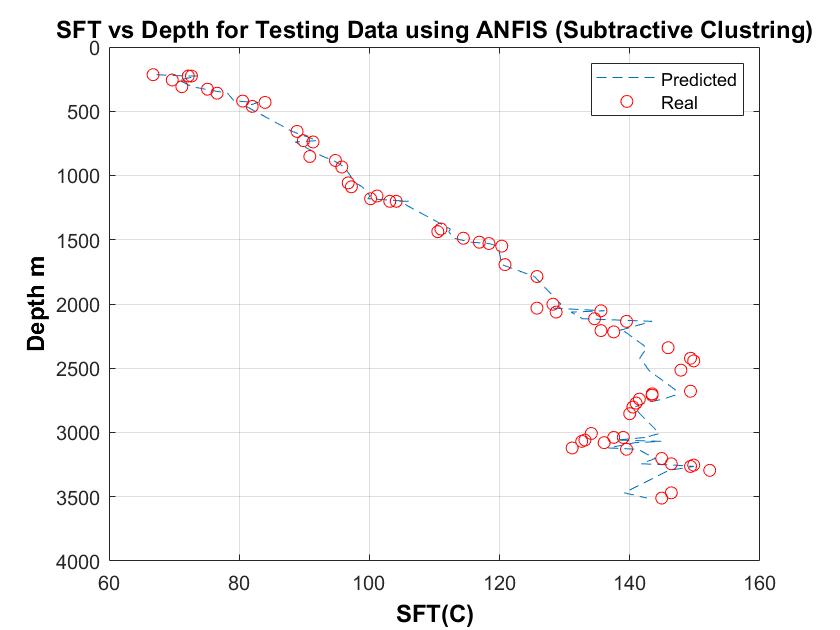 SFT vs Depth for Testing Data using ANFIS (Subtractive Clustring)
0
500
1000
1500
2000
2500
3000
3500
4000
Depth m
Predicted
Real
60 80 100 120 140 160
SFT(C)